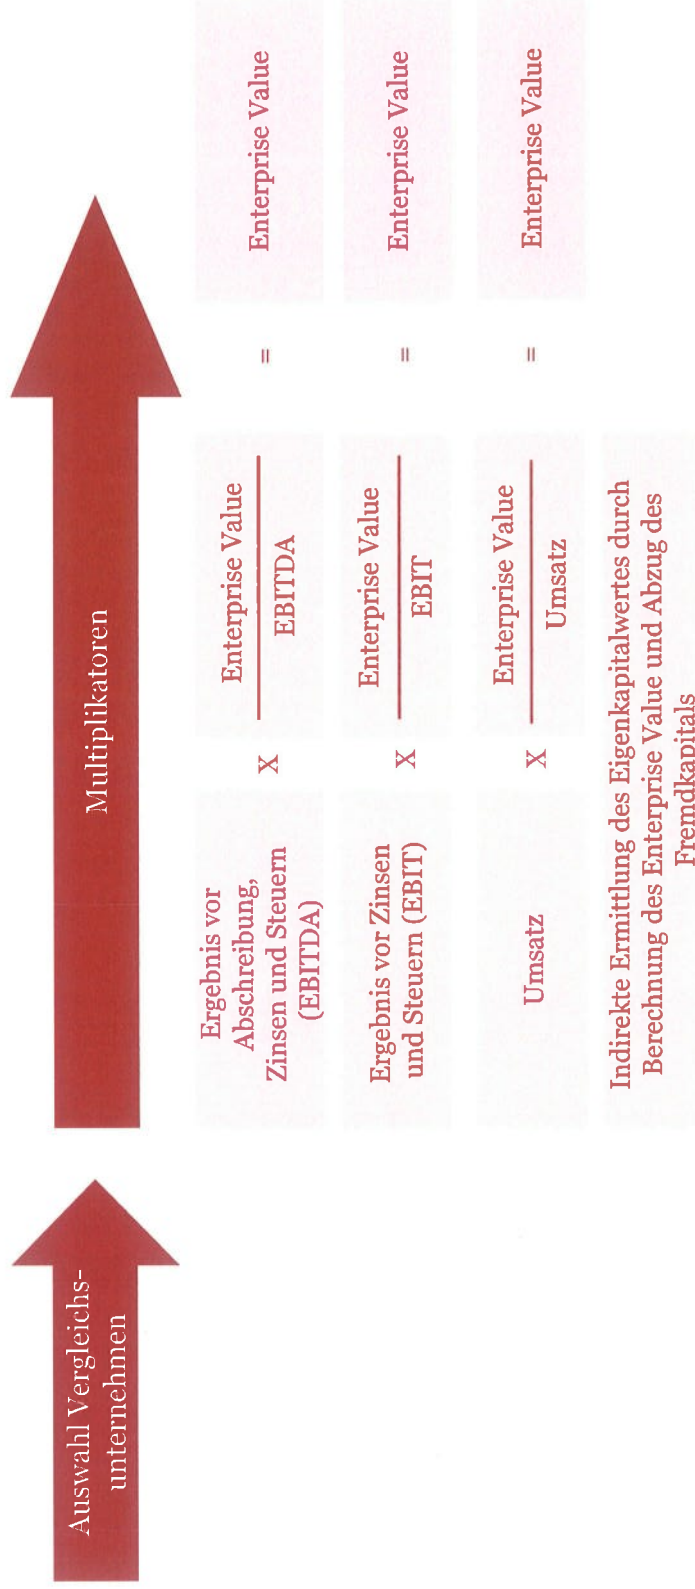 Auswahl Vergleichs-
unternehmen
Multiplikatoren
Ergebnis vor
Abschreibung,
Zinsen und Steuern
(EBITDA)
X
Enterprise Value
EBITDA
=
Enterprise Value
Ergebnis vor Zinsen
und Steuern (EBIT)
X
Enterprise Value
EBIT
=
Enterprise Value
Umsatz
X
Enterprise Value
Umsatz
=
Enterprise Value
Indirekte Ermittlung des Eigenkapitalwertes durch
Berechnung des Enterprise Value und Abzug des
Fremdkapitals